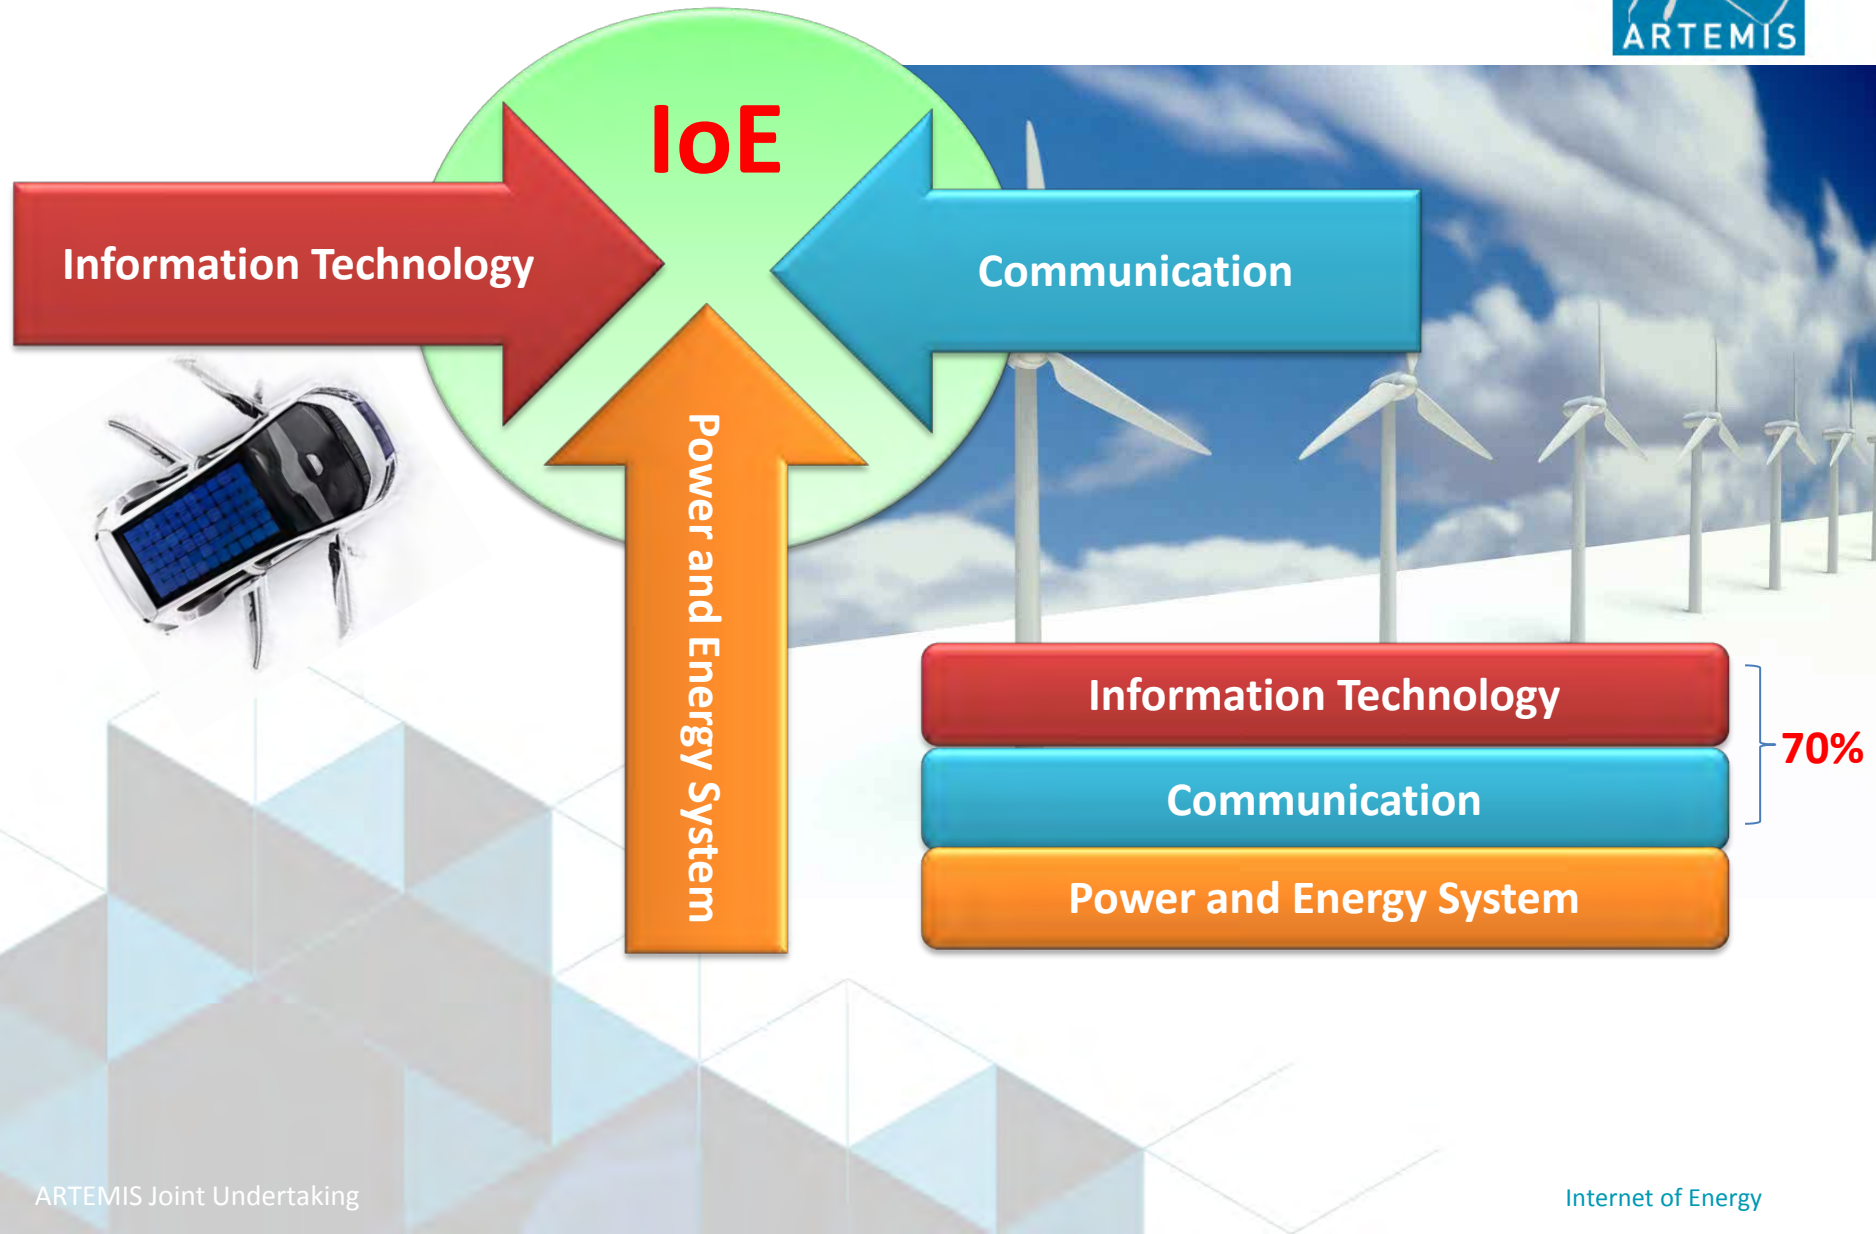 ARTEMIS
IoE
Information Technology
Communication
Power and Energy System
Information Technology
70%
Communication
Power and Energy System
ARTEMIS Joint Undertaking
Internet of Energy